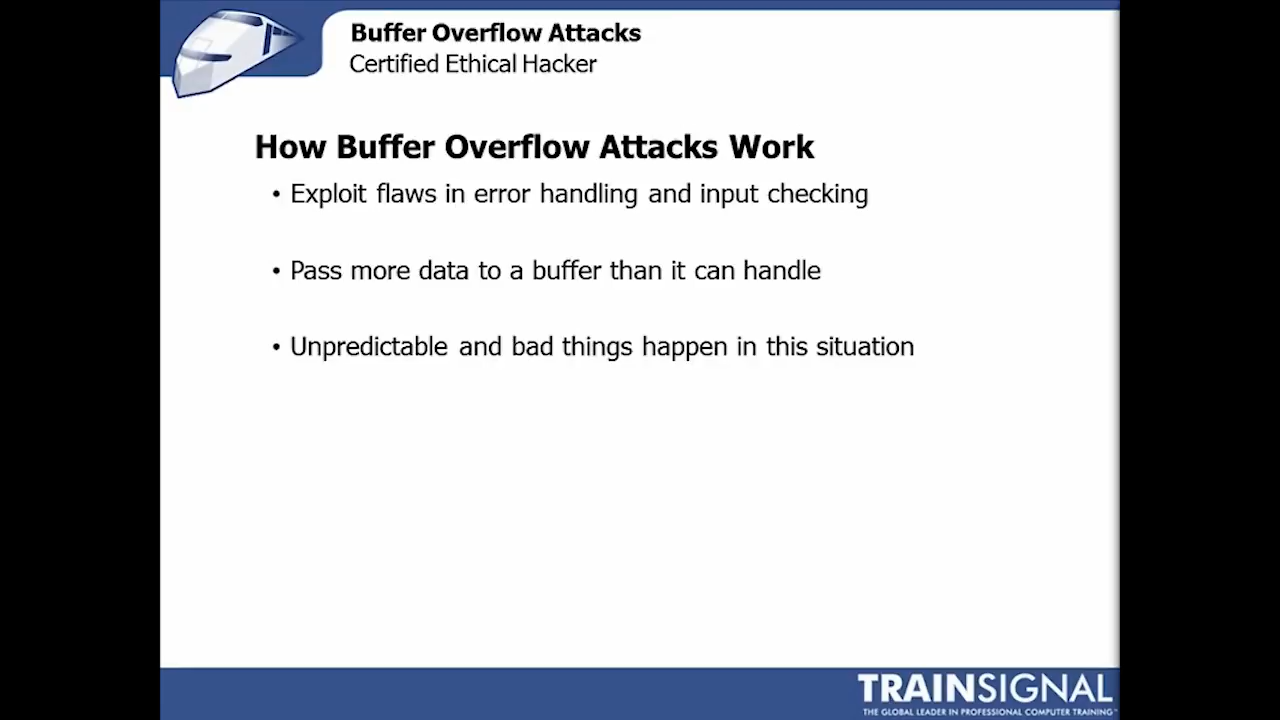 Buffer Overflow Attacks
Certified Ethical Hacker
How Buffer Overflow Attacks Work
• Exploit flaws in error handling and input checking
• Pass more data to a buffer than it can handle
• Unpredictable and bad things happen in this situation
TRAINSIGNAL
THE GLOBAL LEADER IN PROFESSIONAL COMPUTER TRAINING